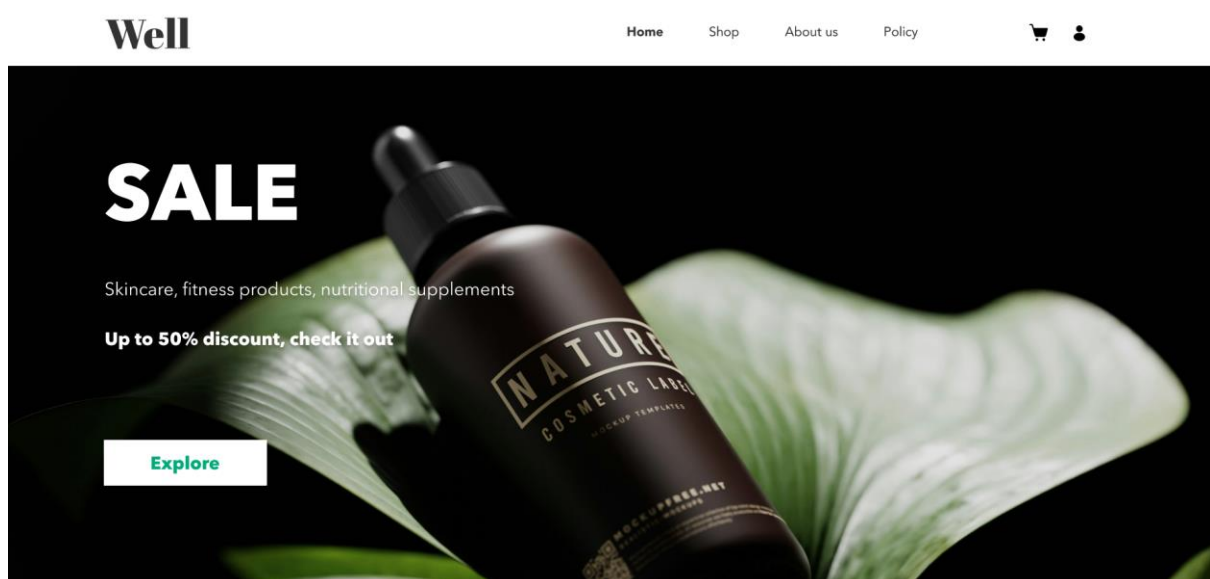 Well
Home Shop About us Policy
SALE
Skincare, fitness products, nutritional supplements
Up to 50% discount, check it out
Explore
NATURE
COSMETIC LABEL
MOCKUP TEMPLATES
MOCKUPFREE.NET